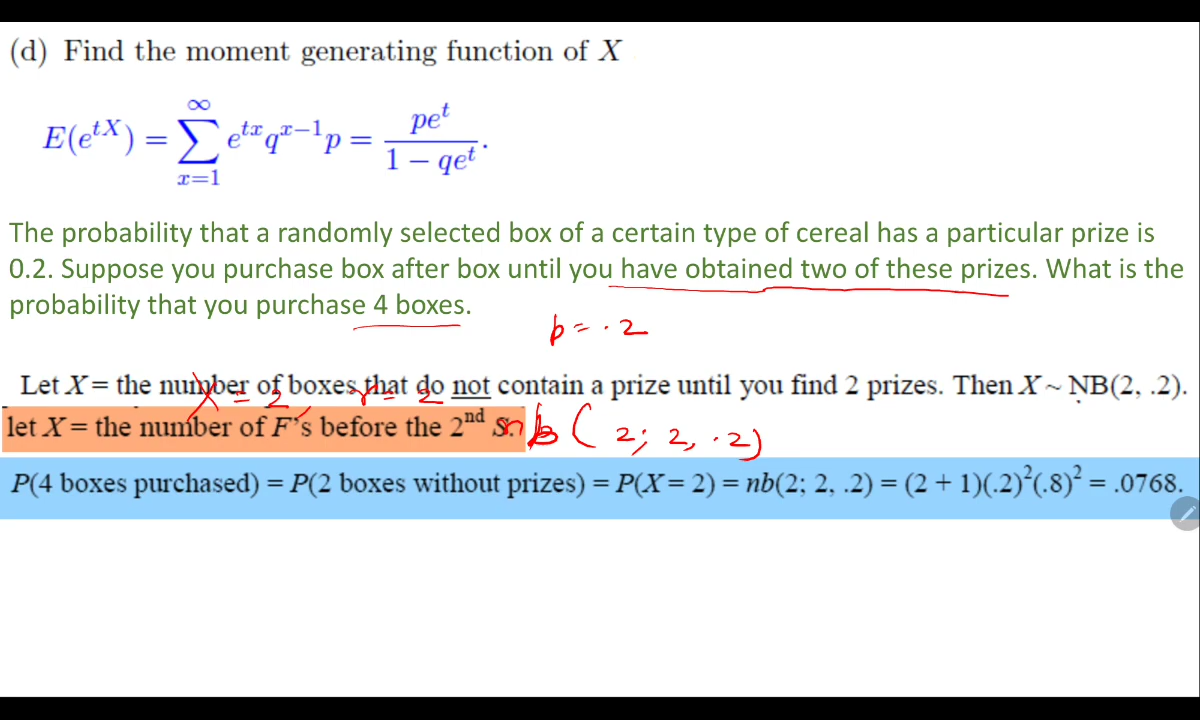 (d) Find the moment generating function of X
E(e^{tX}) = \sum_{x=1}^{\infty} e^{tx} q^{x-1} p = \frac{pe^t}{1 - qe^t}.
The probability that a randomly selected box of a certain type of cereal has a particular prize is
0.2. Suppose you purchase box after box until you have obtained two of these prizes. What is the
probability that you purchase 4 boxes.
p = .2
Let X = the number of boxes that do not contain a prize until you find 2 prizes. Then X ~ NB(2, .2).
X = 2, r = 2
let X = the number of F's before the 2nd S.
nb(2; 2, .2)
P(4 boxes purchased) = P(2 boxes without prizes) = P(X = 2) = nb(2; 2, .2) = (2 + 1)(.2)²(.8)² = .0768.